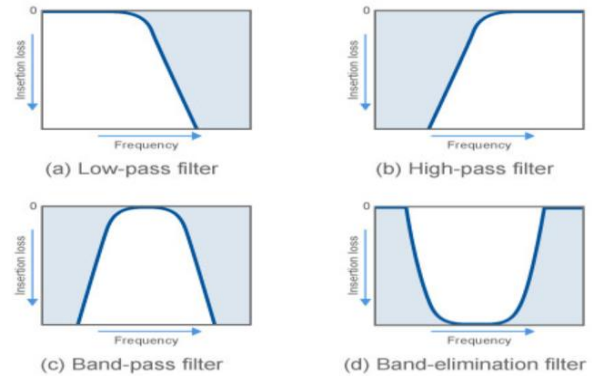 0
Insertion loss
Frequency
(a) Low-pass filter
0
Insertion loss
Frequency
(b) High-pass filter
0
Insertion loss
Frequency
(c) Band-pass filter
0
Insertion loss
Frequency
(d) Band-elimination filter